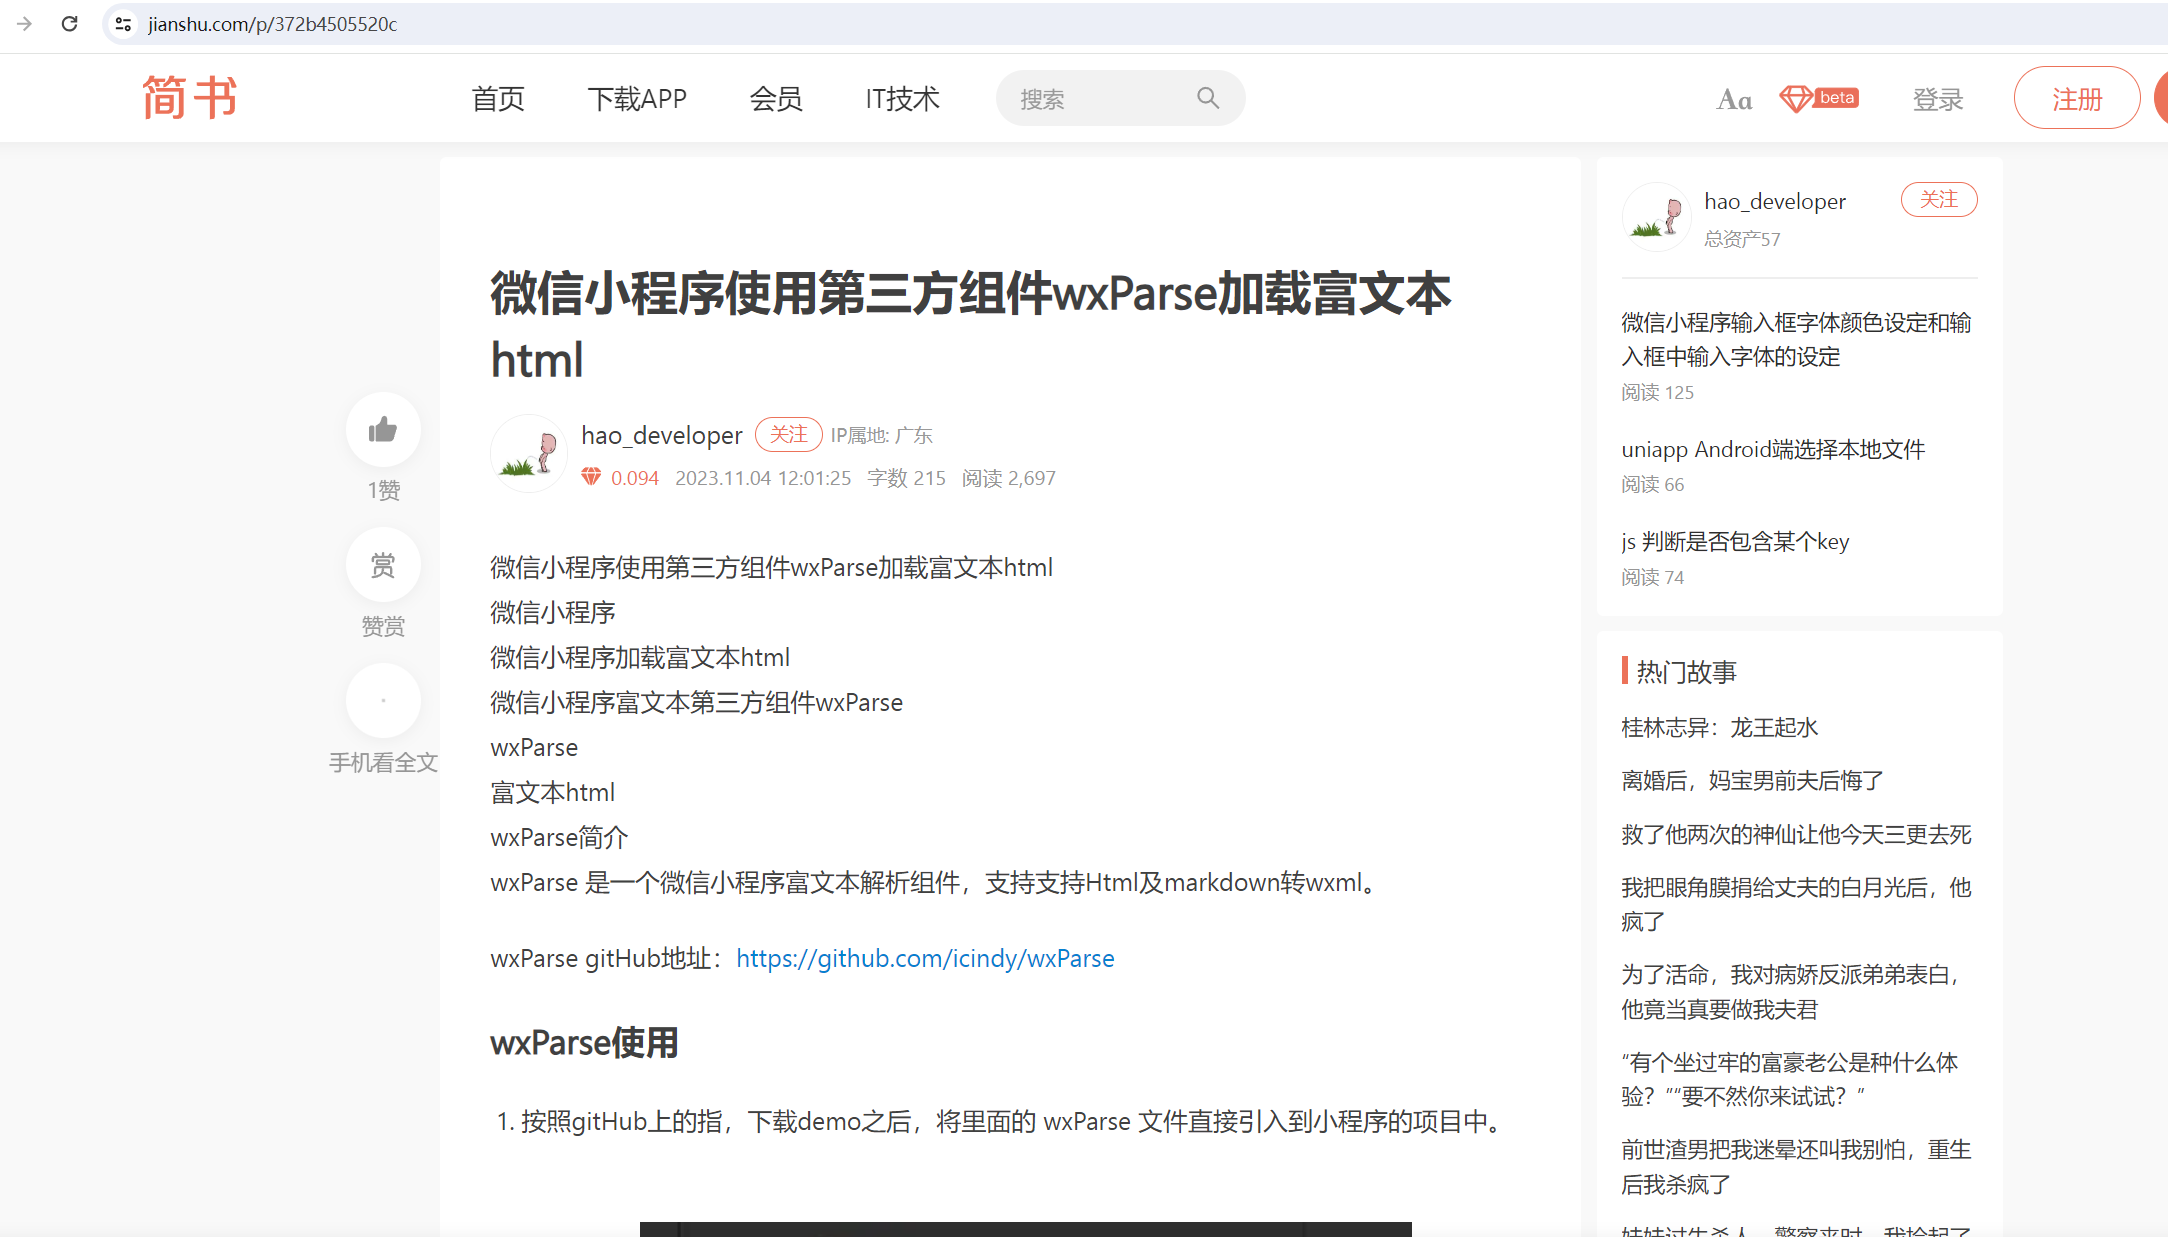 jianshu.com/p/372b4505520c
简书
首页
下载APP
会员
IT技术
搜索
Aa
beta
登录
注册
微信小程序使用第三方组件wxParse加载富文本
html
hao_developer
关注
IP属地: 广东
0.094
2023.11.04 12:01:25
字数 215
阅读 2,697
1赞
赏
赞赏
手机看全文
微信小程序使用第三方组件wxParse加载富文本html
微信小程序
微信小程序加载富文本html
微信小程序富文本第三方组件wxParse
wxParse
富文本html
wxParse简介
wxParse 是一个微信小程序富文本解析组件，支持支持Html及markdown转wxml。
wxParse gitHub地址：https://github.com/icindy/wxParse
wxParse使用
1. 按照gitHub上的指，下载demo之后，将里面的 wxParse 文件直接引入到小程序的项目中。
hao_developer
关注
总资产57
微信小程序输入框字体颜色设定和输
入框中输入字体的设定
阅读 125
uniapp Android端选择本地文件
阅读 66
js 判断是否包含某个key
阅读 74
热门故事
桂林志异：龙王起水
离婚后，妈宝男前夫后悔了
救了他两次的神仙让他今天三更去死
我把眼角膜捐给丈夫的白月光后，他
疯了
为了活命，我对病娇反派弟弟表白，
他竟当真要做我夫君
“有个坐过牢的富豪老公是种什么体
验？”“要不然你来试试？”
前世渣男把我迷晕还叫我别怕，重生
后我杀疯了